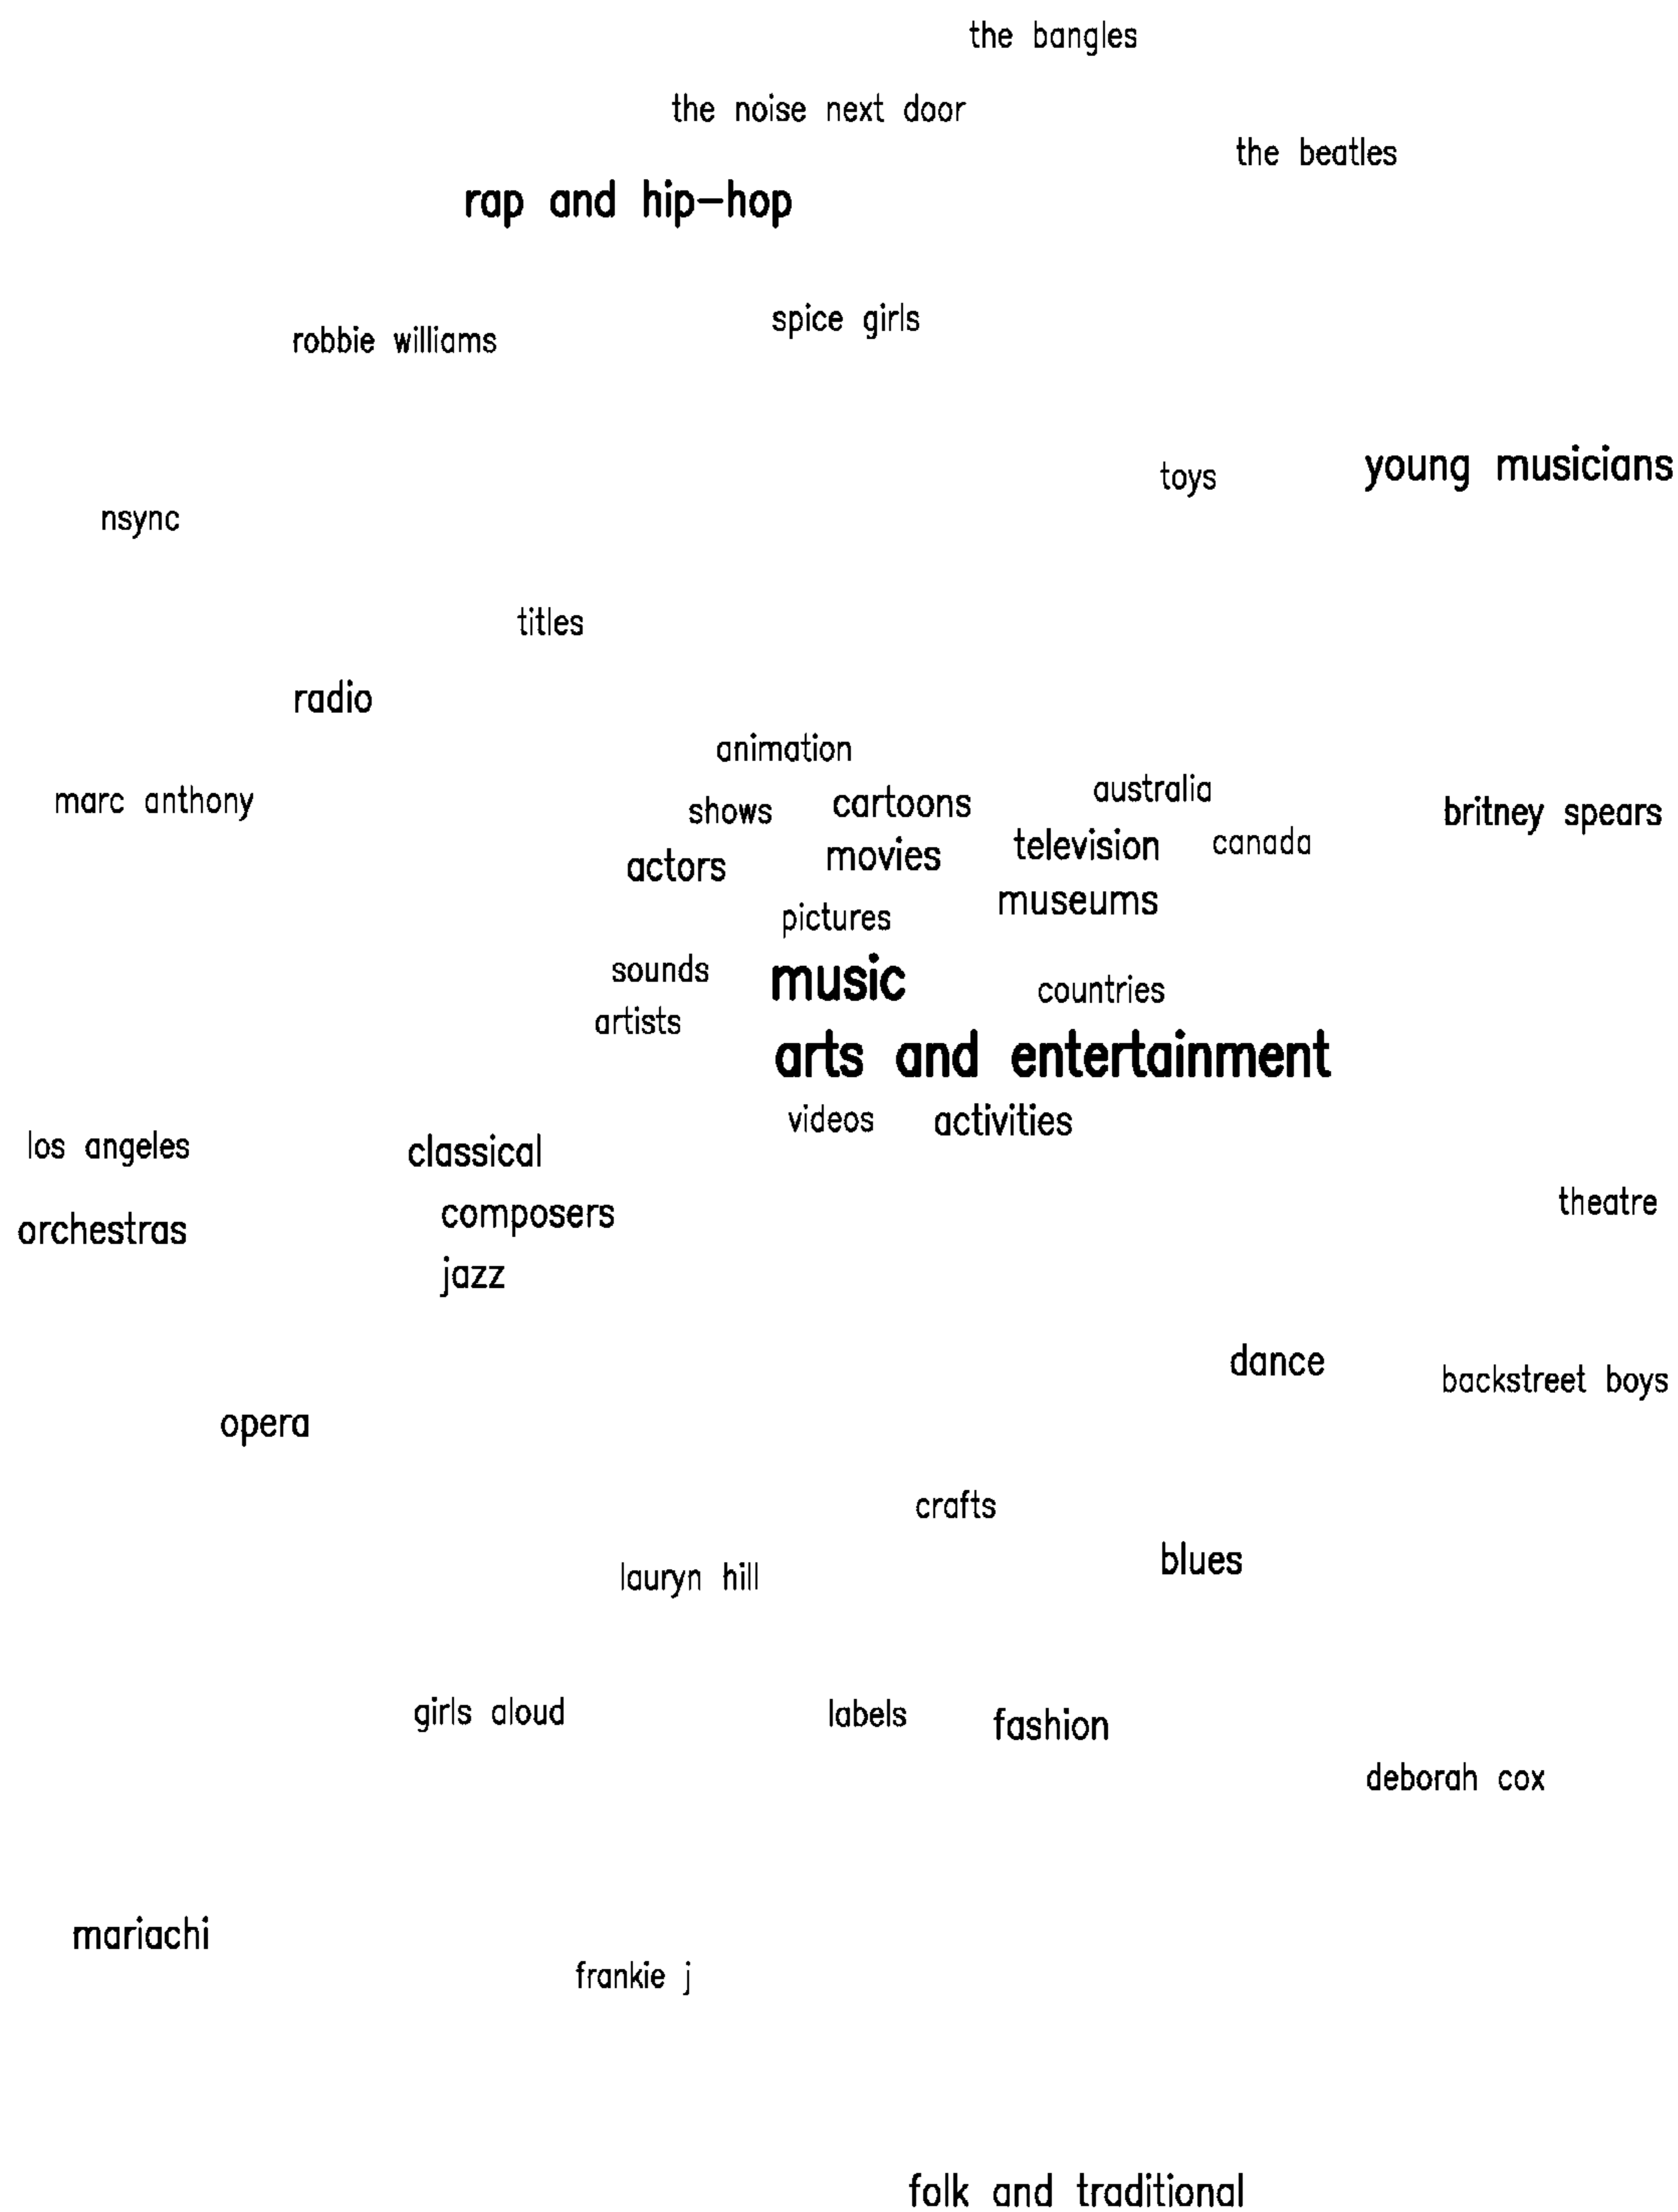 the bangles
the noise next door
the beatles
rap and hip-hop
spice girls
robbie williams
young musicians
toys
nsync
titles
radio
animation
australia
marc anthony
shows
cartoons
britney spears
television
canada
actors
movies
museums
pictures
sounds
music
countries
artists
arts and entertainment
videos
activities
los angeles
classical
theatre
orchestras
composers
jazz
dance
backstreet boys
opera
crafts
blues
lauryn hill
girls aloud
labels
fashion
deborah cox
mariachi
frankie j
folk and traditional